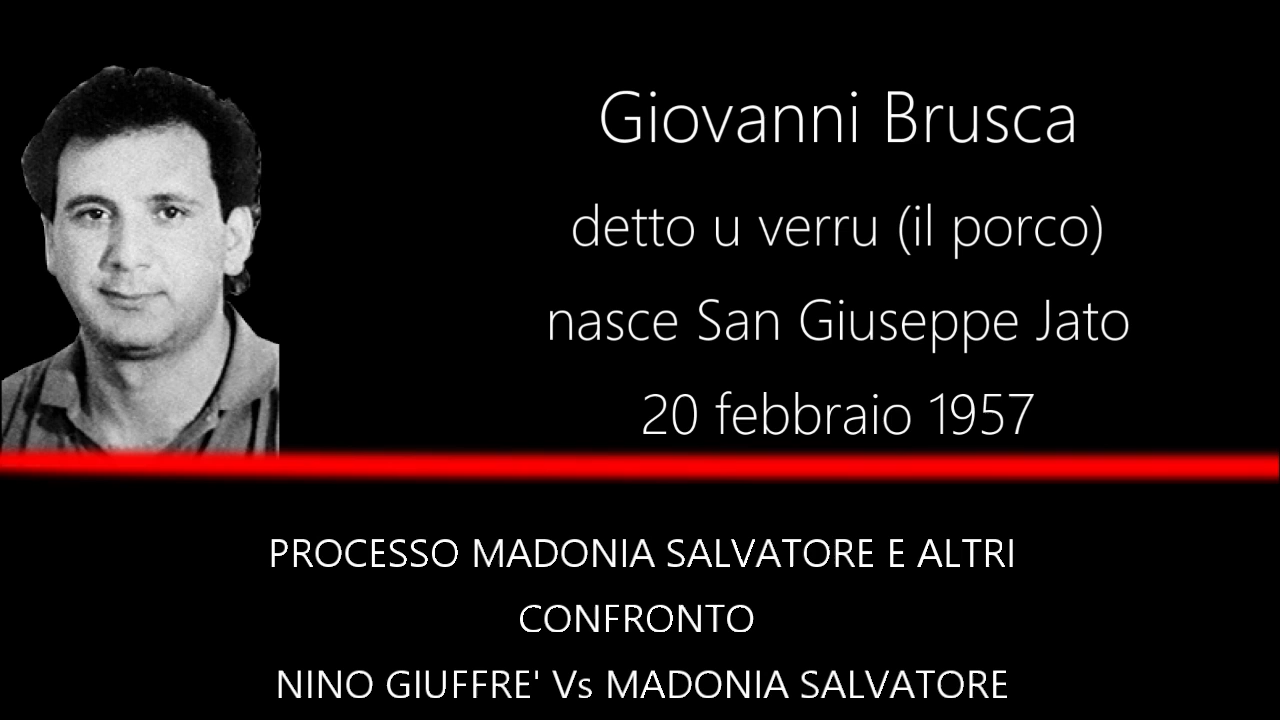 Giovanni Brusca
detto u verru (il porco)
nasce San Giuseppe Jato
20 febbraio 1957
PROCESSO MADONIA SALVATORE E ALTRI
CONFRONTO
NINO GIUFFRE' Vs MADONIA SALVATORE